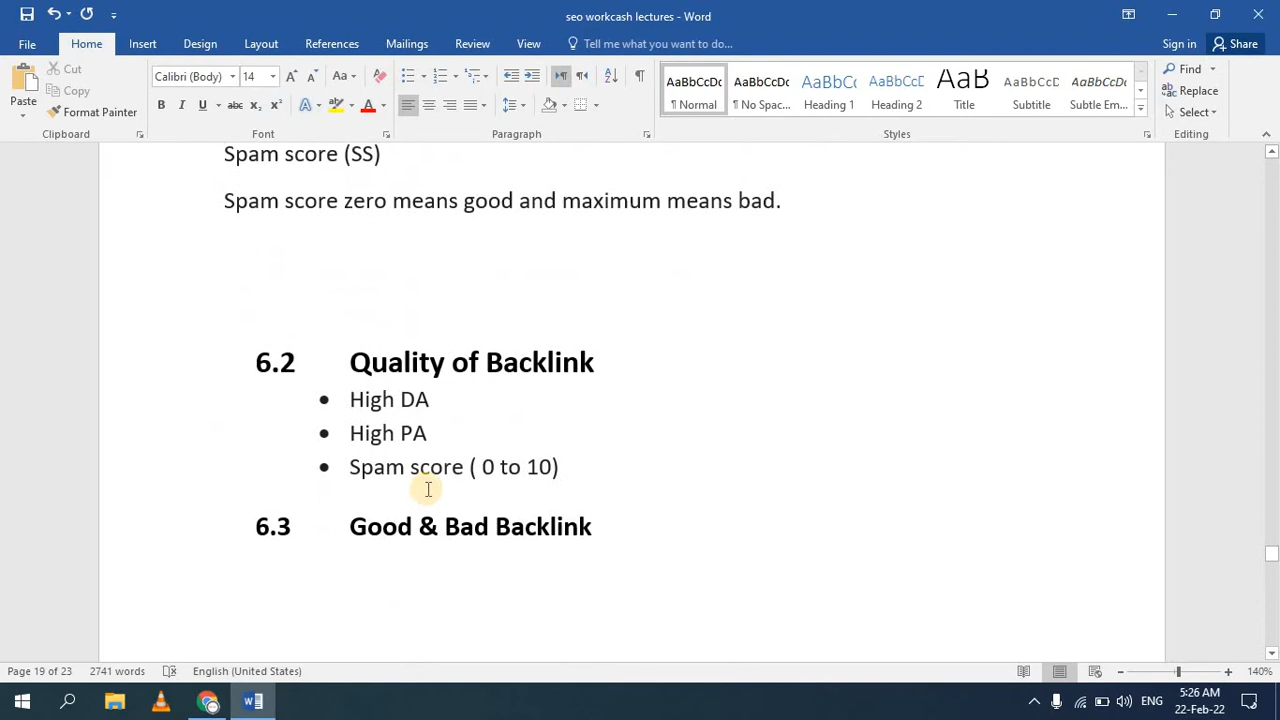 seo workcash lectures - Word
File Home Insert Design Layout References Mailings Review View Tell me what you want to do... Sign in Share
Paste Cut Copy Format Painter
Calibri (Body) 14
AaBbCcDc AaBbCcDc AaBbCc AaBbCcC AaB AaBbCcC AaBbCcDc
¶ Normal ¶ No Spac... Heading 1 Heading 2 Title Subtitle Subtle Em...
Find Replace Select
Clipboard Font Paragraph Styles Editing
Spam score (SS)
Spam score zero means good and maximum means bad.
6.2 Quality of Backlink
• High DA
• High PA
• Spam score ( 0 to 10)
6.3 Good & Bad Backlink
Page 19 of 23 2741 words English (United States) 140%
ENG 5:26 AM
22-Feb-22